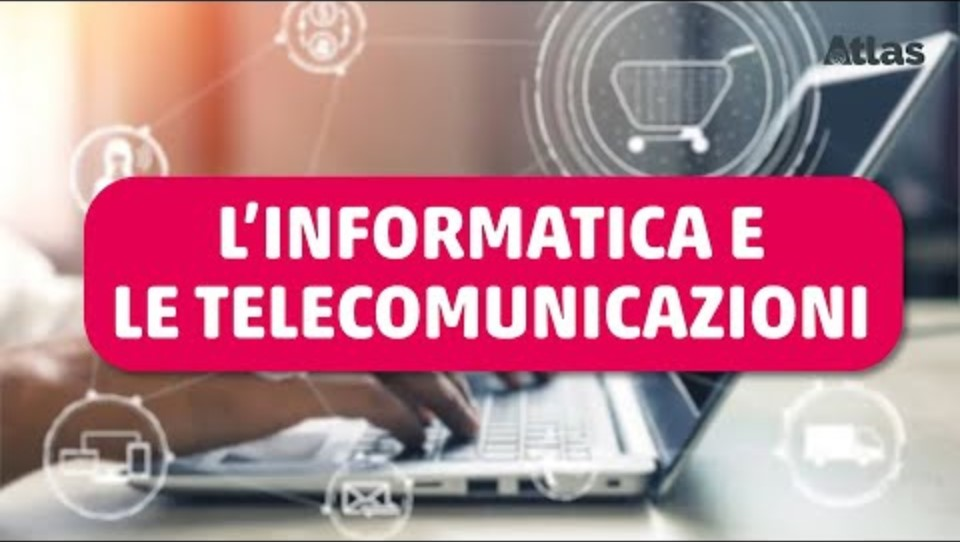 Atlas
L'INFORMATICA E
LE TELECOMUNICAZIONI